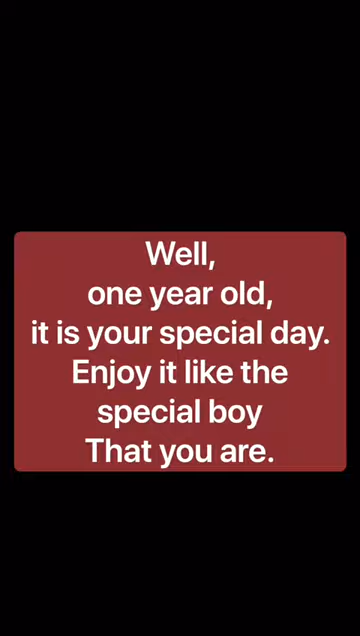 Well,
one year old,
it is your special day.
Enjoy it like the
special boy
That you are.